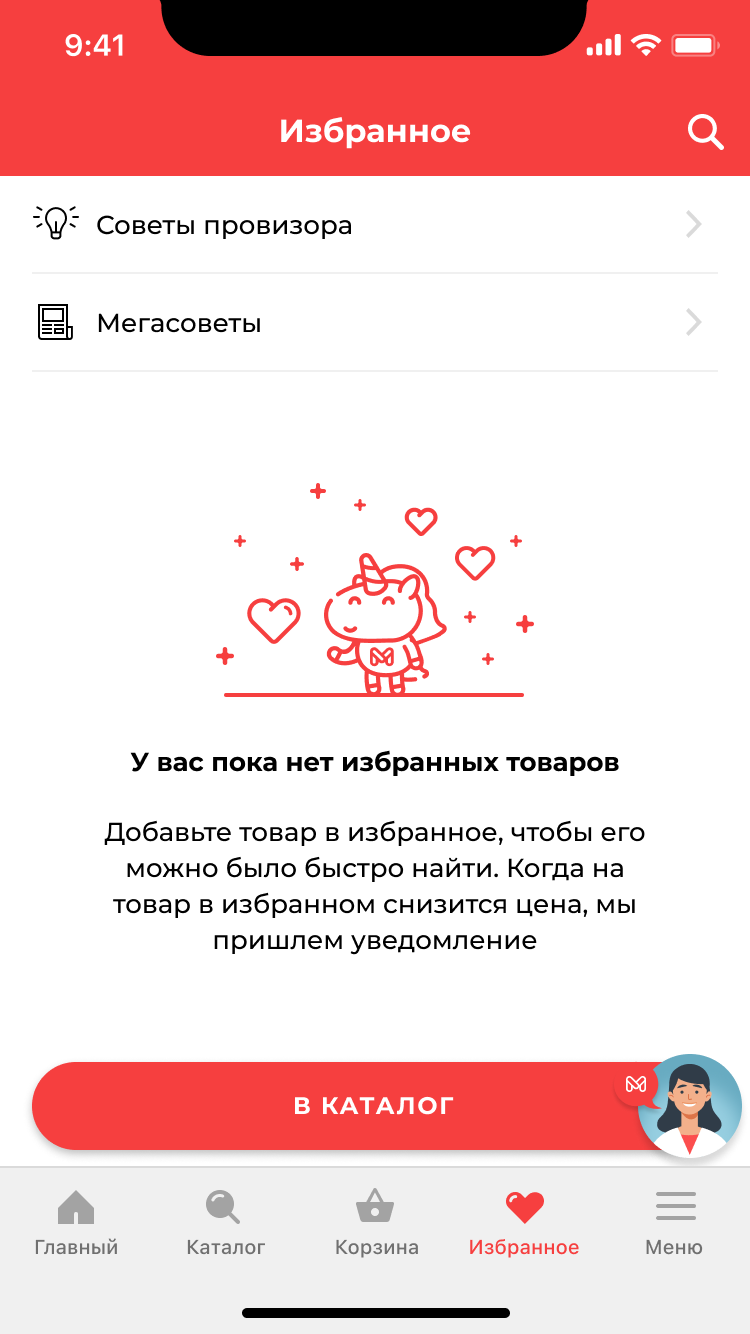 9:41
Избранное
Советы провизора
Мегасоветы
У вас пока нет избранных товаров
Добавьте товар в избранное, чтобы его
можно было быстро найти. Когда на
товар в избранном снизится цена, мы
пришлем уведомление
В КАТАЛОГ
Главный
Каталог
Корзина
Избранное
Меню